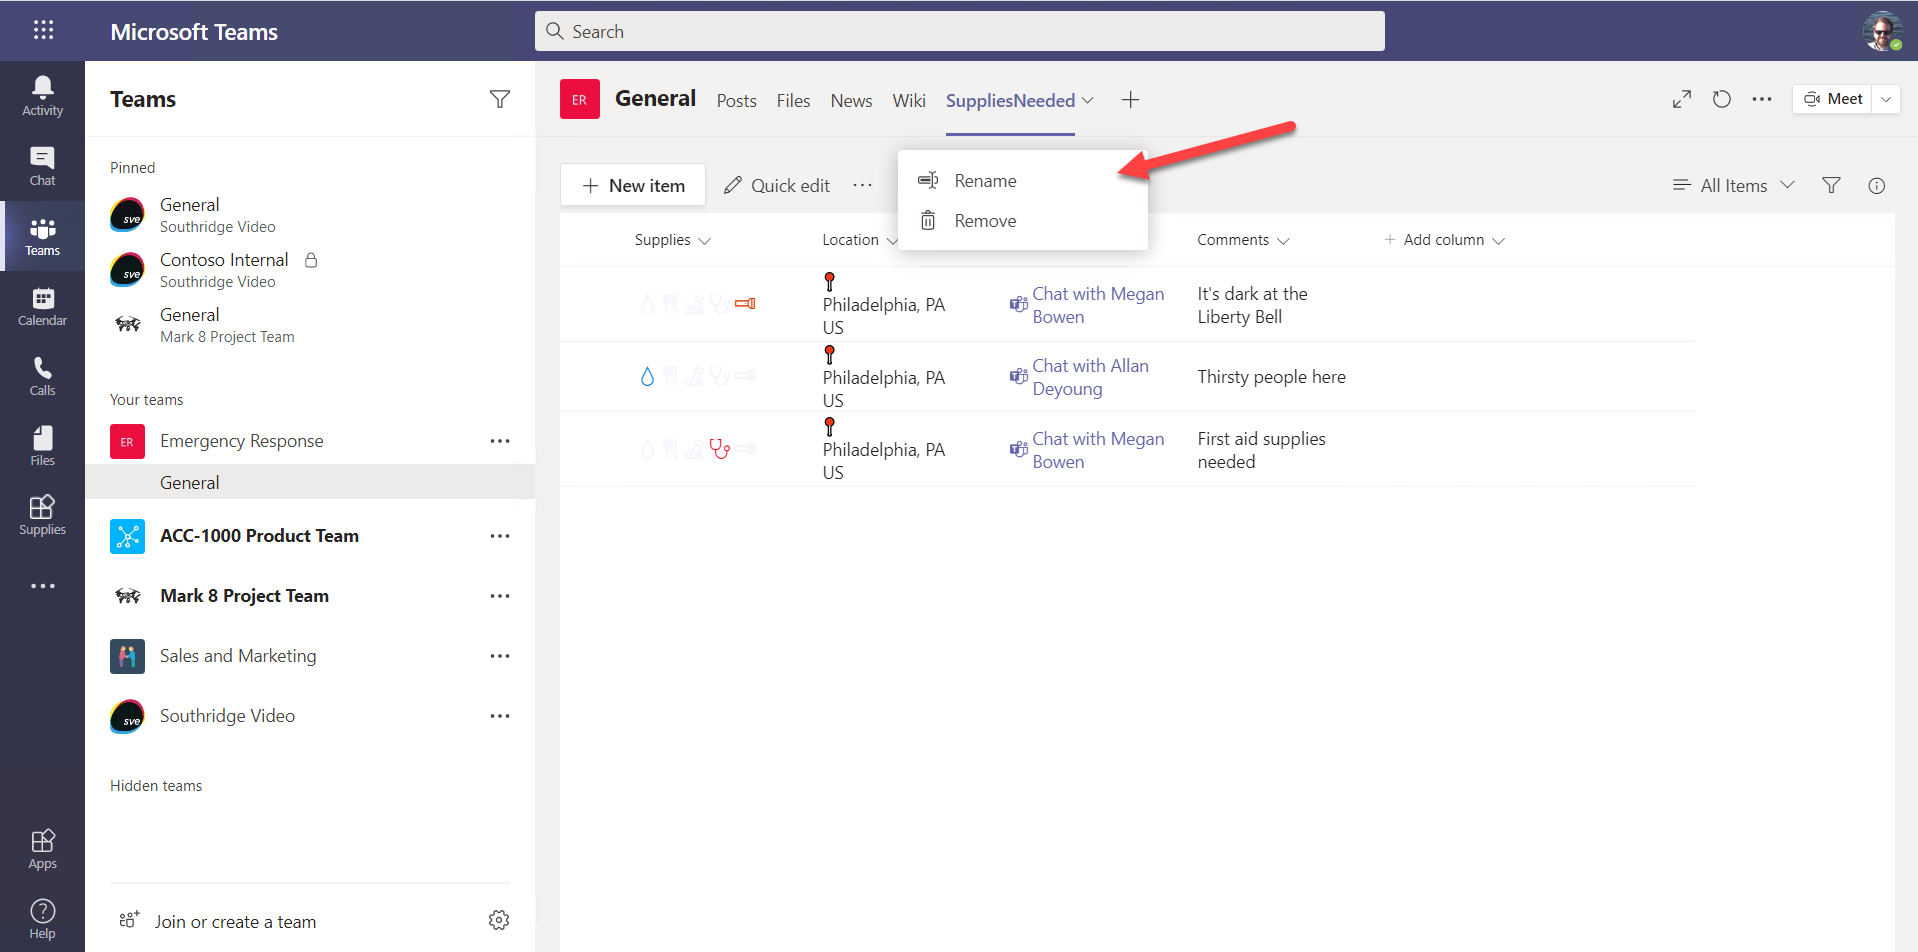 Microsoft Teams
Search
Activity
Chat
Teams
Calendar
Calls
Files
Supplies
Apps
Help
Teams
Pinned
sve
General
Southridge Video
sve
Contoso Internal
Southridge Video
General
Mark 8 Project Team
Your teams
ER
Emergency Response
General
ACC-1000 Product Team
Mark 8 Project Team
Sales and Marketing
sve
Southridge Video
Hidden teams
Join or create a team
ER
General
Posts
Files
News
Wiki
SuppliesNeeded
Meet
New item
Quick edit
Rename
Remove
All Items
Supplies
Location
Comments
Add column
Philadelphia, PA
US
Chat with Megan
Bowen
It's dark at the
Liberty Bell
Philadelphia, PA
US
Chat with Allan
Deyoung
Thirsty people here
Philadelphia, PA
US
Chat with Megan
Bowen
First aid supplies
needed